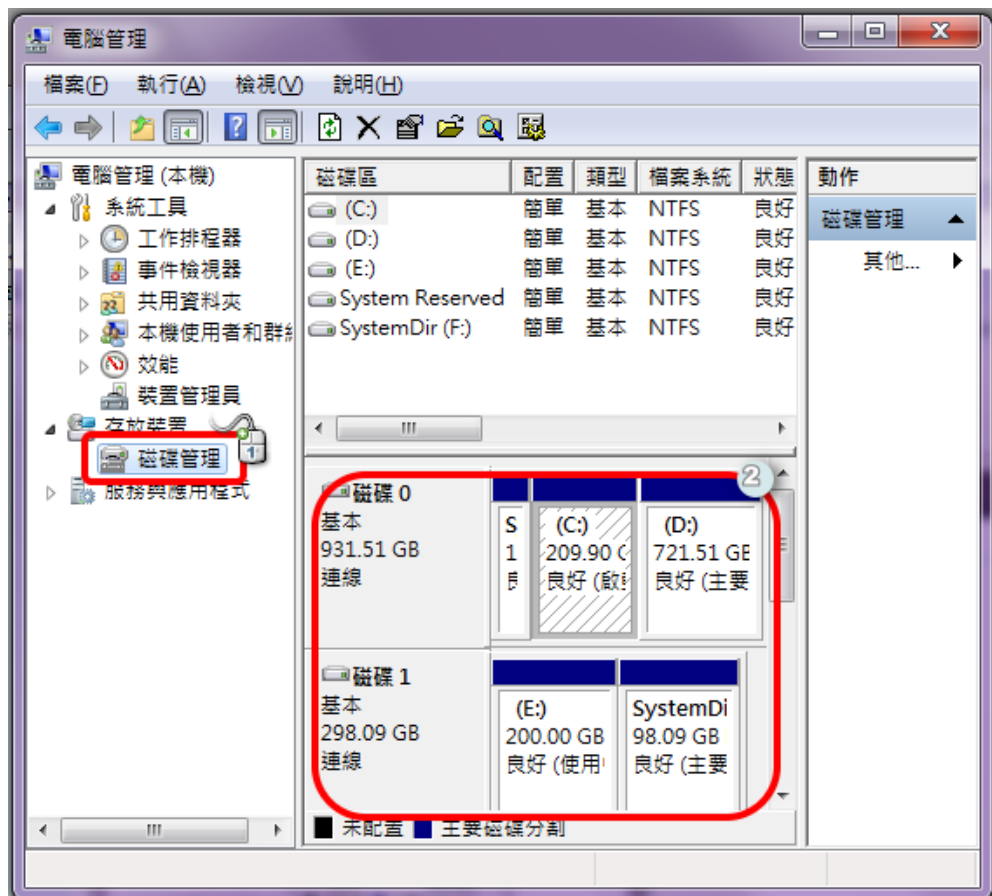 電腦管理
檔案(F) 執行(A) 檢視(V) 說明(H)
電腦管理 (本機)
系統工具
工作排程器
事件檢視器
共用資料夾
本機使用者和群
效能
裝置管理員
存放裝置
磁碟管理
服務與應用程式
磁碟區 配置 類型 檔案系統 狀態
(C:) 簡單 基本 NTFS 良好
(D:) 簡單 基本 NTFS 良好
(E:) 簡單 基本 NTFS 良好
System Reserved 簡單 基本 NTFS 良好
SystemDir (F:) 簡單 基本 NTFS 良好
動作
磁碟管理
其他...
1
2
磁碟 0
基本
931.51 GB
連線
S
1
(C:)
209.90
良好 (啟
(D:)
721.51 GB
良好 (主要
磁碟 1
基本
298.09 GB
連線
(E:)
200.00 GB
良好 (使用
SystemDi
98.09 GB
良好 (主要
未配置 主要磁碟分割